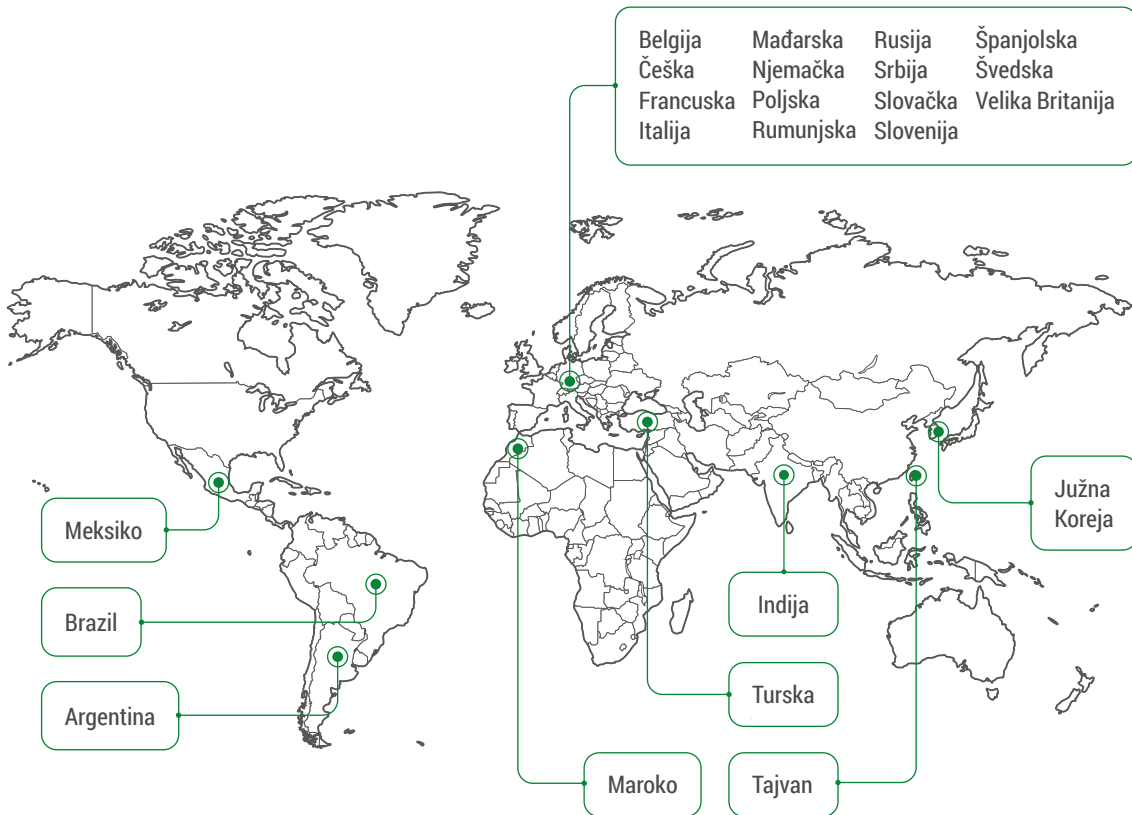 Belgija
Češka
Francuska
Italija
Mađarska
Njemačka
Poljska
Rumunjska
Rusija
Srbija
Slovačka
Slovenija
Španjolska
Švedska
Velika Britanija
Meksiko
Brazil
Argentina
Maroko
Tajvan
Turska
Indija
Južna
Koreja